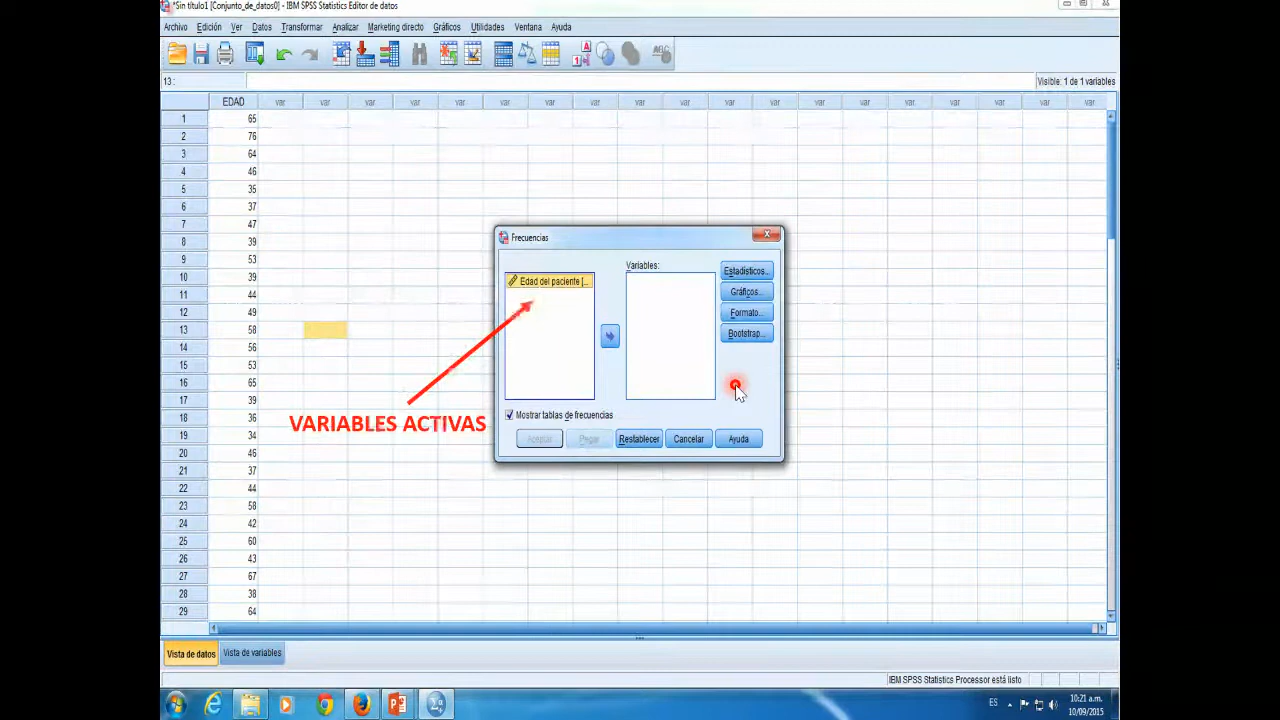 *Sin título1 [Conjunto_de_datos0] - IBM SPSS Statistics Editor de datos
Archivo Edición Ver Datos Transformar Analizar Marketing directo Gráficos Utilidades Ventana Ayuda
13 : Visible: 1 de 1 variables
EDAD var var var var var var var var var var var var var var var var var var var
1 65
2 76
3 64
4 46
5 35
6 37
7 47
8 39
9 53
10 39
11 44
12 49
13 58
14 56
15 53
16 65
17 39
18 36
19 34
20 46
21 37
22 44
23 58
24 42
25 60
26 43
27 67
28 38
29 64
Frecuencias
Variables:
Edad del paciente [...
Estadísticos...
Gráficos...
Formato...
Bootstrap...
Mostrar tablas de frecuencias
Aceptar Pegar Restablecer Cancelar Ayuda
VARIABLES ACTIVAS
Vista de datos Vista de variables
IBM SPSS Statistics Processor está listo
ES 10:21 a.m.
10/09/2015